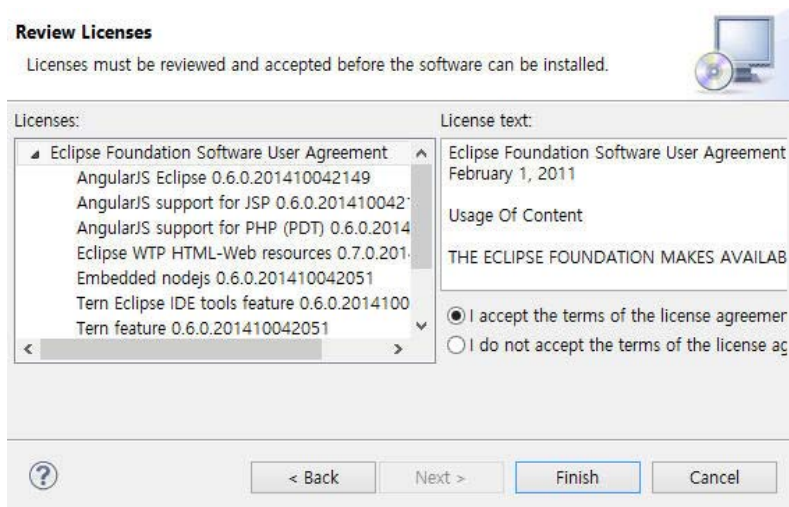 Review Licenses
Licenses must be reviewed and accepted before the software can be installed.
Licenses:
Eclipse Foundation Software User Agreement
AngularJS Eclipse 0.6.0.201410042149
AngularJS support for JSP 0.6.0.201410042
AngularJS support for PHP (PDT) 0.6.0.2014
Eclipse WTP HTML-Web resources 0.7.0.201
Embedded nodejs 0.6.0.201410042051
Tern Eclipse IDE tools feature 0.6.0.2014100
Tern feature 0.6.0.201410042051
License text:
Eclipse Foundation Software User Agreement
February 1, 2011
Usage Of Content
THE ECLIPSE FOUNDATION MAKES AVAILAB
I accept the terms of the license agreemer
I do not accept the terms of the license ag
? < Back Next > Finish Cancel